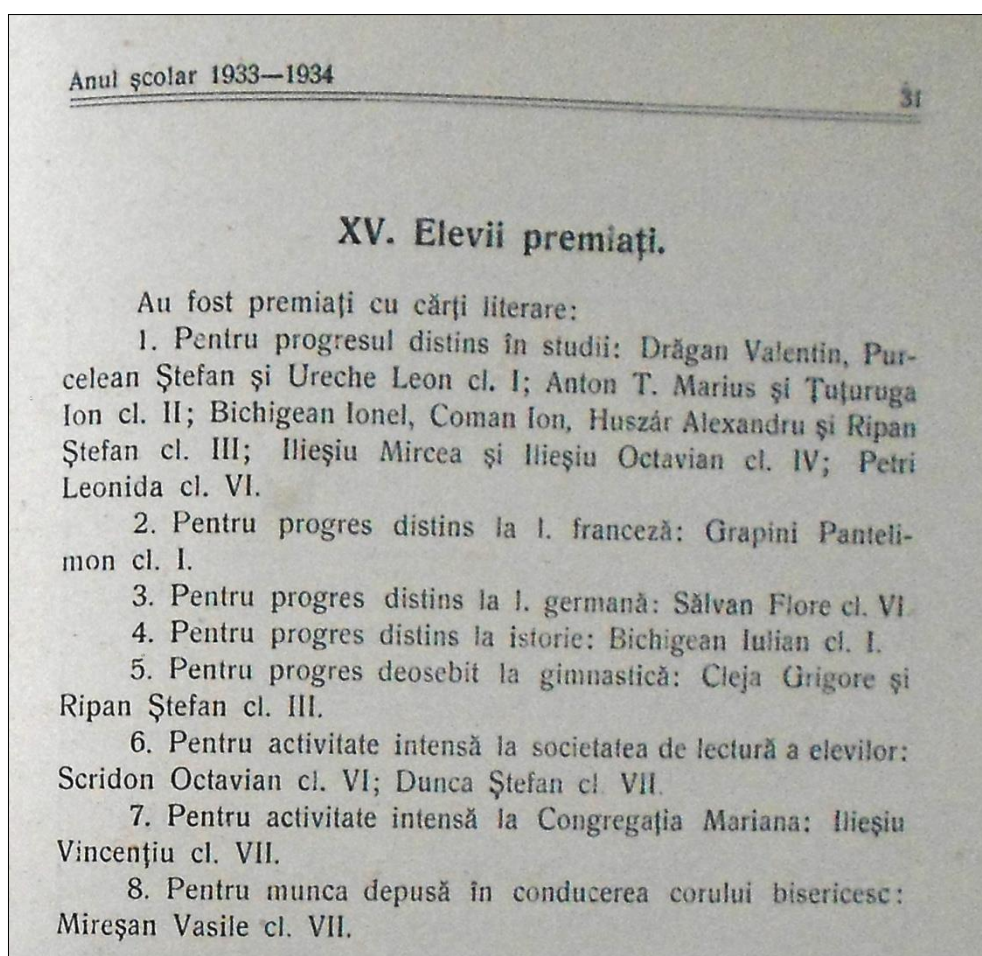 Anul şcolar 1933—1934
31
XV. Elevii premiaţi.
Au fost premiaţi cu cărţi literare:
1. Pentru progresul distins în studii: Drăgan Valentin, Pur-
celean Ştefan şi Ureche Leon cl. I; Anton T. Marius şi Ţuţuruga
Ion cl. II; Bichigean Ionel, Coman Ion, Huszár Alexandru şi Ripan
Ştefan cl. III; Ilieşiu Mircea şi Ilieşiu Octavian cl. IV; Petri
Leonida cl. VI.
2. Pentru progres distins la l. franceză: Grapini Panteli-
mon cl. I.
3. Pentru progres distins la l. germană: Sălvan Flore cl. VI
4. Pentru progres distins la istorie: Bichigean Iulian cl. I.
5. Pentru progres deosebit la gimnastică: Cleja Grigore şi
Ripan Ştefan cl. III.
6. Pentru activitate intensă la societatea de lectură a elevilor:
Scridon Octavian cl. VI; Dunca Ştefan cl. VII.
7. Pentru activitate intensă la Congregaţia Mariana: Ilieşiu
Vincenţiu cl. VII.
8. Pentru munca depusă în conducerea corului bisericesc:
Mireşan Vasile cl. VII.